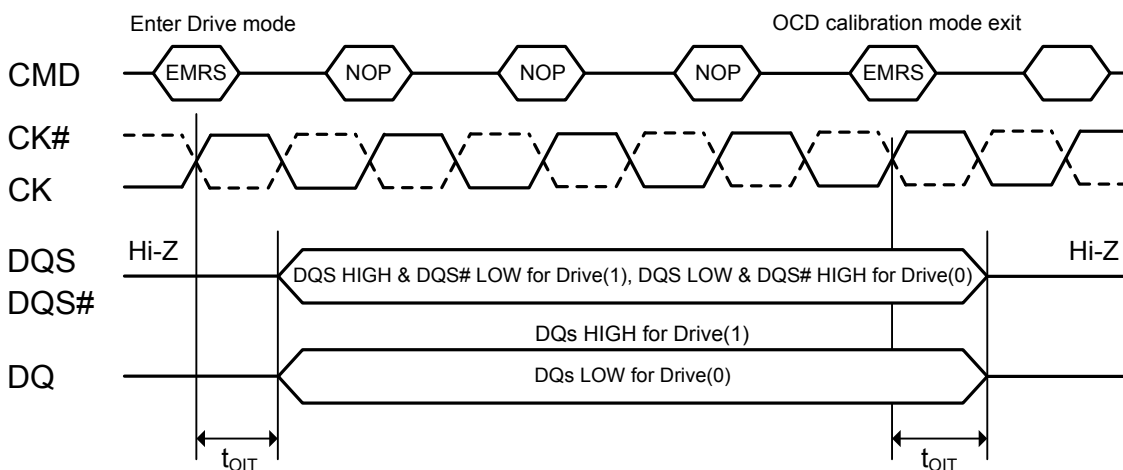 Enter Drive mode
OCD calibration mode exit
CMD
EMRS
NOP
NOP
NOP
EMRS
CK#
CK
DQS
DQS#
Hi-Z
DQS HIGH & DQS# LOW for Drive(1), DQS LOW & DQS# HIGH for Drive(0)
Hi-Z
DQs HIGH for Drive(1)
DQ
DQs LOW for Drive(0)
tOIT
tOIT